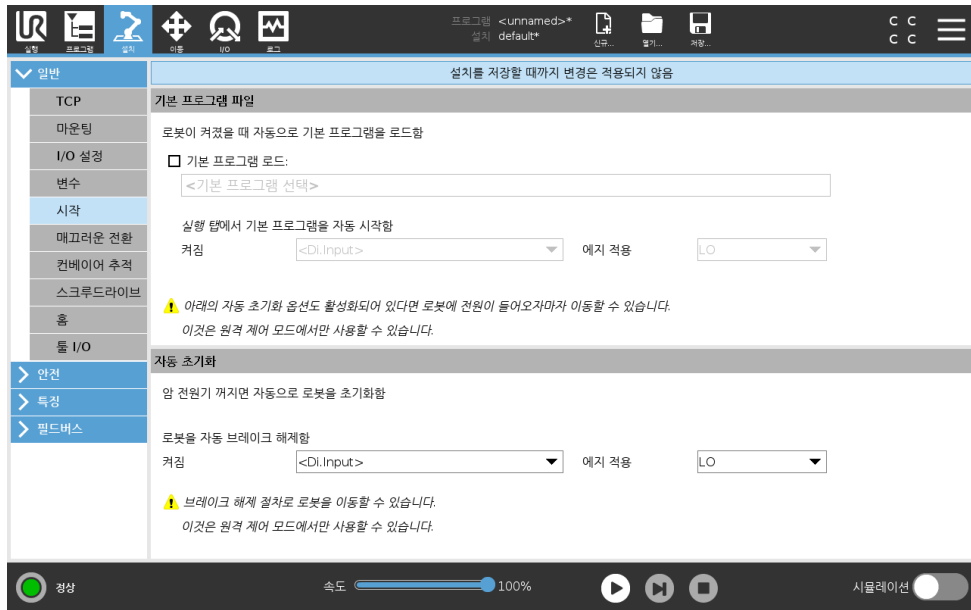 UR
프로그램 <unnamed>*
설치 default*
C C
C C
실행 프로그램 설치 이동 I/O 로그 신규... 열기... 저장...
일반
TCP
마운팅
I/O 설정
변수
시작
매끄러운 전환
컨베이어 추적
스크루드라이브
홈
툴 I/O
안전
특징
필드버스
설치를 저장할 때까지 변경은 적용되지 않음
기본 프로그램 파일
로봇이 켜졌을 때 자동으로 기본 프로그램을 로드함
기본 프로그램 로드:
<기본 프로그램 선택>
실행 탭에서 기본 프로그램을 자동 시작함
켜짐 <Di.Input> 에지 적용 LO
아래의 자동 초기화 옵션도 활성화되어 있다면 로봇에 전원이 들어오자마자 이동할 수 있습니다.
이것은 원격 제어 모드에서만 사용할 수 있습니다.
자동 초기화
암 전원기 꺼지면 자동으로 로봇을 초기화함
로봇을 자동 브레이크 해제함
켜짐 <Di.Input> 에지 적용 LO
브레이크 해제 절차로 로봇을 이동할 수 있습니다.
이것은 원격 제어 모드에서만 사용할 수 있습니다.
정상 속도 100% 시뮬레이션